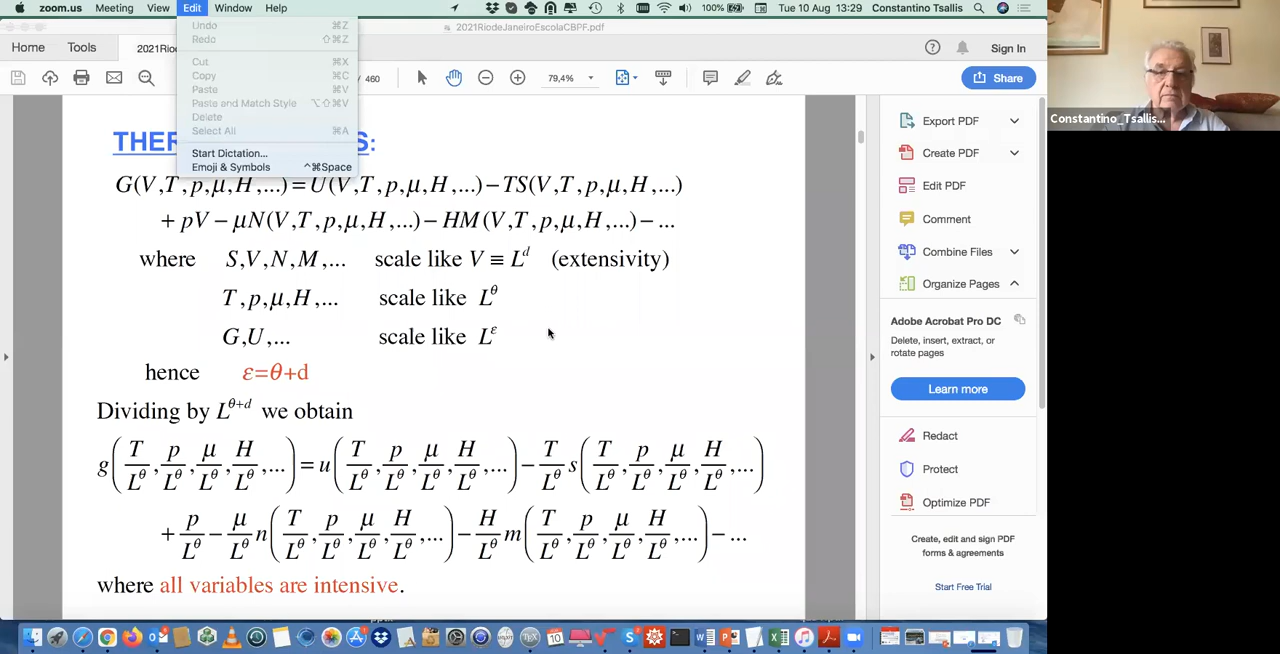 zoom.us Meeting View Edit Window Help
100% Tue 10 Aug 13:29 Constantino Tsallis
Undo ⌘Z
Redo ⇧⌘Z
Cut ⌘X
Copy ⌘C
Paste ⌘V
Paste and Match Style ⌥⇧⌘V
Delete
Select All ⌘A
Start Dictation...
Emoji & Symbols ^⌘Space
2021RiodeJaneiroEscolaCBPF.pdf
Home Tools 2021Rio
Sign In
/ 460 79,4% Share
THER S:
G(V,T,p,μ,H,...)=U(V,T,p,μ,H,...)−TS(V,T,p,μ,H,...)
+ pV − μN(V,T,p,μ,H,...)− HM(V,T,p,μ,H,...)− ...
where S,V,N,M,... scale like V ≡ L^d (extensivity)
T,p,μ,H,... scale like L^θ
G,U,... scale like L^ε
hence ε=θ+d
Dividing by L^{θ+d} we obtain
g(T/L^θ, p/L^θ, μ/L^θ, H/L^θ,...) = u(T/L^θ, p/L^θ, μ/L^θ, H/L^θ,...) − T/L^θ s(T/L^θ, p/L^θ, μ/L^θ, H/L^θ,...)
+ p/L^θ − μ/L^θ n(T/L^θ, p/L^θ, μ/L^θ, H/L^θ,...) − H/L^θ m(T/L^θ, p/L^θ, μ/L^θ, H/L^θ,...) − ...
where all variables are intensive.
Export PDF
Create PDF
Edit PDF
Comment
Combine Files
Organize Pages
Adobe Acrobat Pro DC
Delete, insert, extract, or
rotate pages
Learn more
Redact
Protect
Optimize PDF
Create, edit and sign PDF
forms & agreements
Start Free Trial
Constantino_Tsallis...